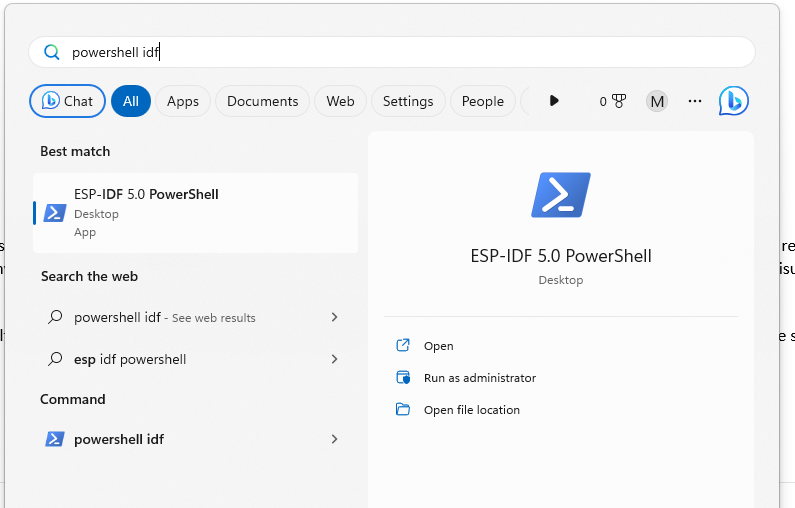 powershell idf
Chat All Apps Documents Web Settings People 0 M
Best match
ESP-IDF 5.0 PowerShell
Desktop
App
Search the web
powershell idf - See web results
esp idf powershell
Command
powershell idf
ESP-IDF 5.0 PowerShell
Desktop
Open
Run as administrator
Open file location